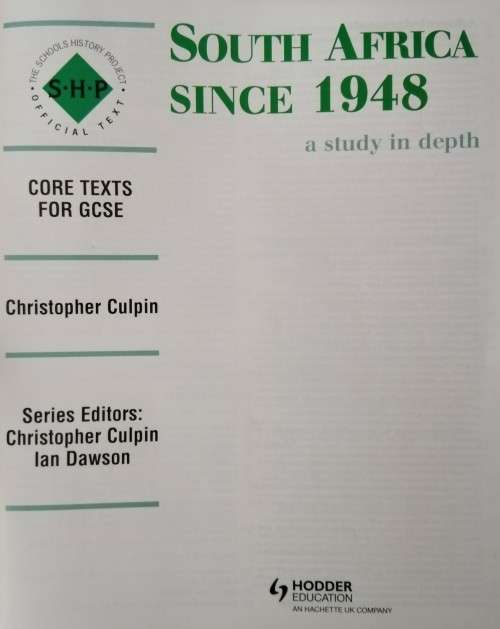 · THE SCHOOLS HISTORY PROJECT ·
S·H·P
OFFICIAL TEXT
SOUTH AFRICA
SINCE 1948
a study in depth
CORE TEXTS
FOR GCSE
Christopher Culpin
Series Editors:
Christopher Culpin
Ian Dawson
HODDER
EDUCATION
AN HACHETTE UK COMPANY